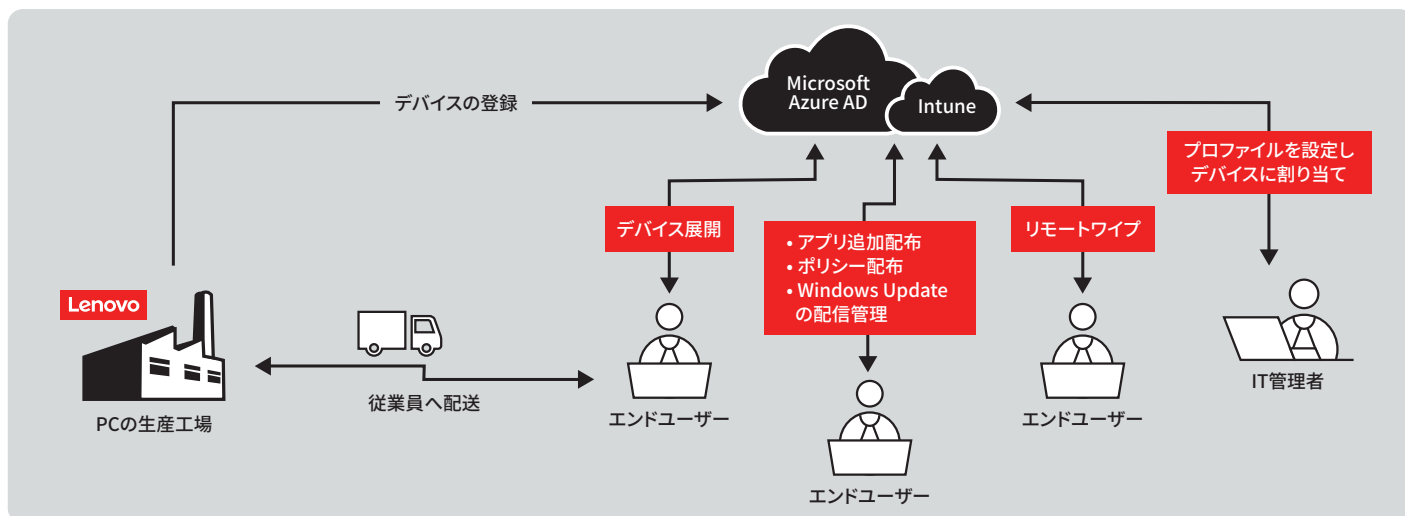 Microsoft
Azure AD
Intune
デバイスの登録
プロファイルを設定し
デバイスに割り当て
デバイス展開
• アプリ追加配布
• ポリシー配布
• Windows Update
の配信管理
リモートワイプ
Lenovo
PCの生産工場
従業員へ配送
エンドユーザー
エンドユーザー
エンドユーザー
IT管理者